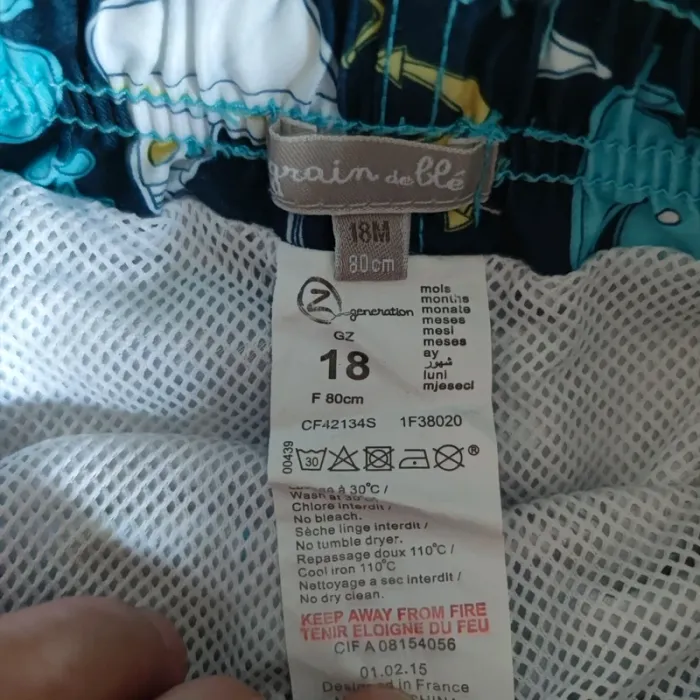 grain de blé
18M
80cm
Z
generation
GZ
18
F 80cm
mois
months
monate
meses
mesi
meses
ay
شهور
luni
mjeseci
CF42134S 1F38020
00439
30
®
à 30°C /
Wash at 30°C
Chlore interdit /
No bleach.
Sèche linge interdit /
No tumble dryer.
Repassage doux 110°C /
Cool iron 110°C
Nettoyage a sec interdit /
No dry clean.
KEEP AWAY FROM FIRE
TENIR ELOIGNE DU FEU
CIF A 08154056
01.02.15
Designed in France